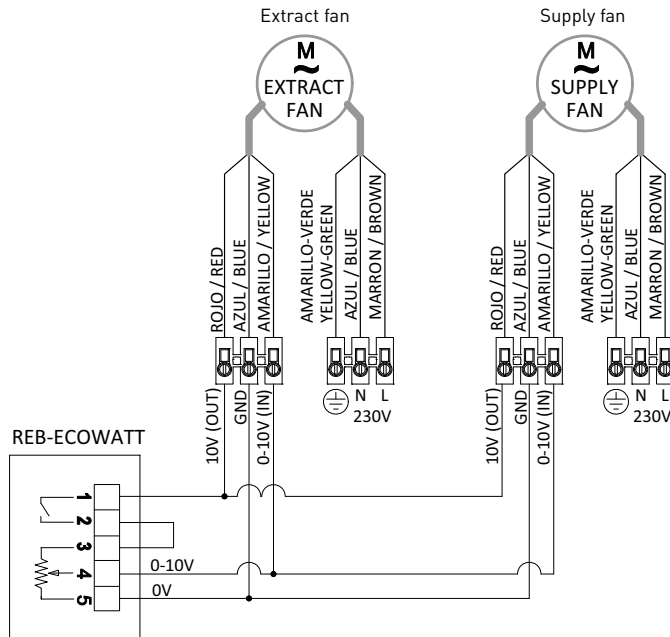 Extract fan
Supply fan
M
EXTRACT
FAN
M
SUPPLY
FAN
ROJO / RED
AZUL / BLUE
AMARILLO / YELLOW
AMARILLO-VERDE
YELLOW-GREEN
AZUL / BLUE
MARRON / BROWN
ROJO / RED
AZUL / BLUE
AMARILLO / YELLOW
AMARILLO-VERDE
YELLOW-GREEN
AZUL / BLUE
MARRON / BROWN
10V (OUT)
GND
0-10V (IN)
N L
230V
10V (OUT)
GND
0-10V (IN)
N L
230V
REB-ECOWATT
1
2
3
4
5
0-10V
0V